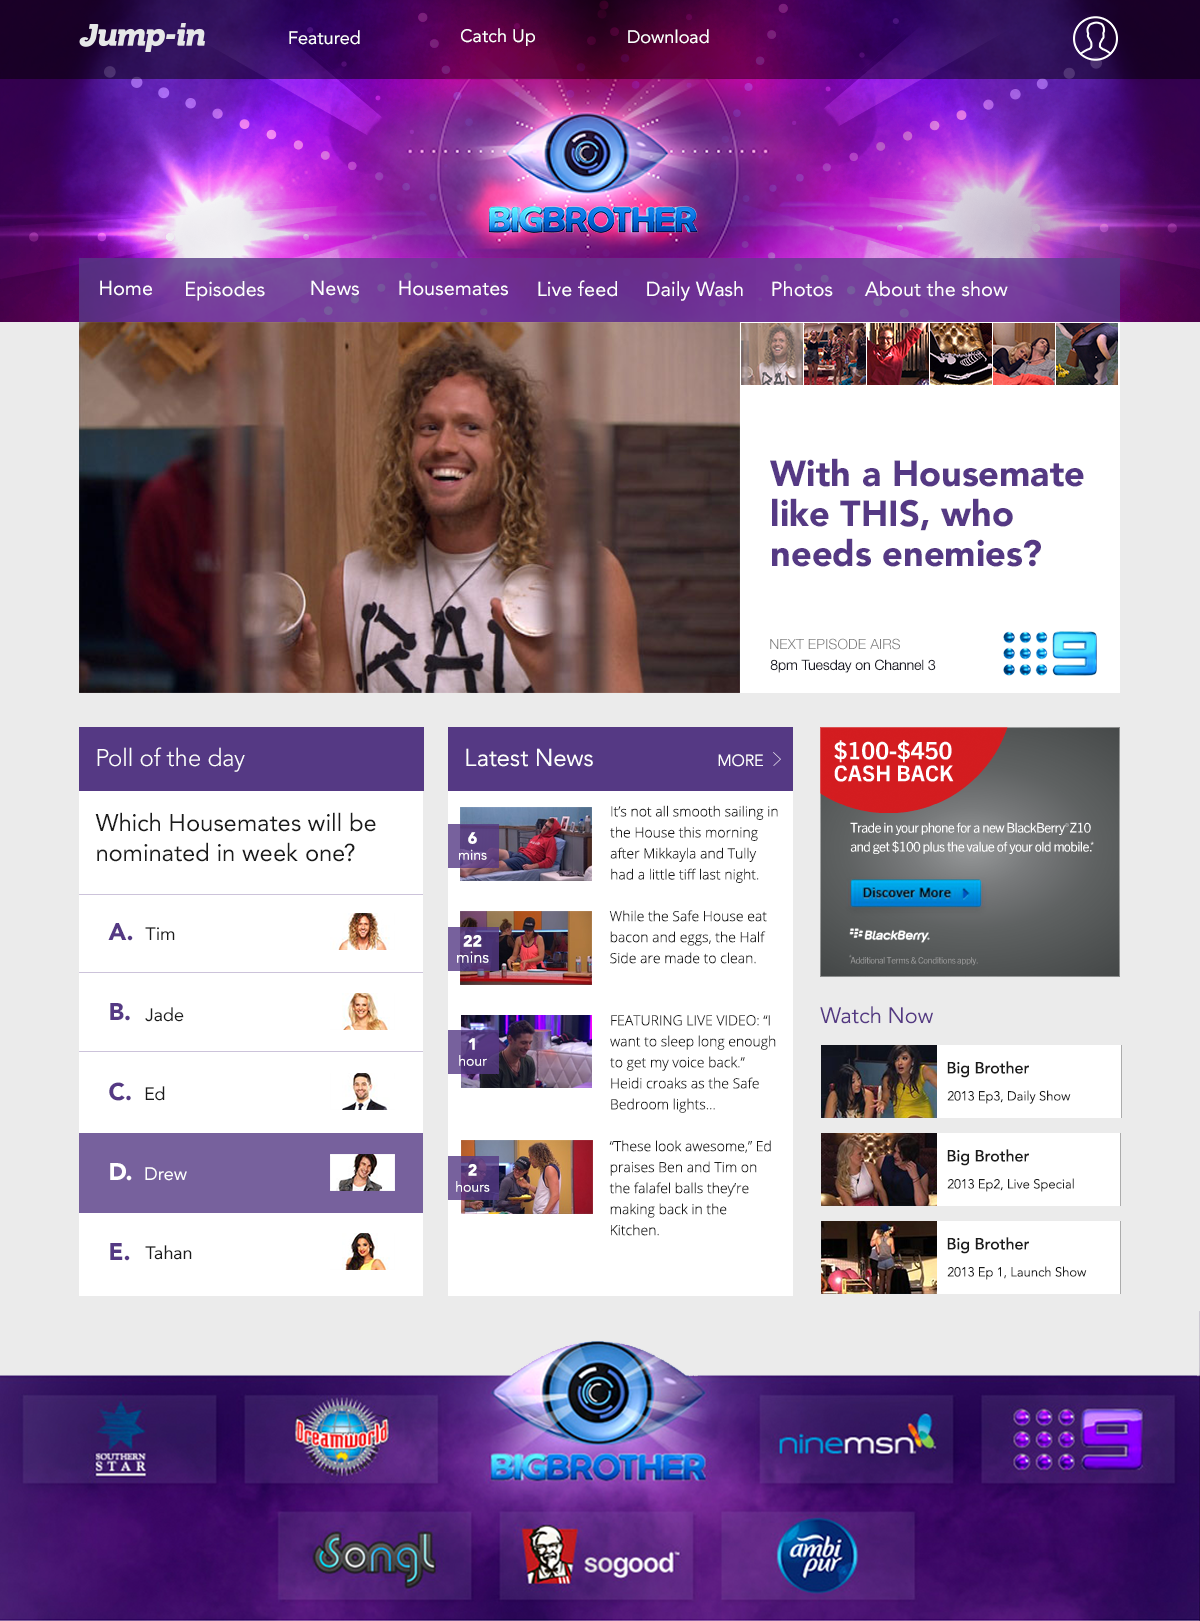 Jump-in
Featured
Catch Up
Download
BIGBROTHER
Home
Episodes
News
Housemates
Live feed
Daily Wash
Photos
About the show
RAI
With a Housemate
like THIS, who
needs enemies?
NEXT EPISODE AIRS
8pm Tuesday on Channel 3
9
Poll of the day
Which Housemates will be
nominated in week one?
A. Tim
B. Jade
C. Ed
D. Drew
E. Tahan
Latest News
MORE
6
mins
It's not all smooth sailing in
the House this morning
after Mikkayla and Tully
had a little tiff last night.
22
mins
While the Safe House eat
bacon and eggs, the Half
Side are made to clean.
1
hour
FEATURING LIVE VIDEO: “I
want to sleep long enough
to get my voice back.”
Heidi croaks as the Safe
Bedroom lights...
2
hours
“These look awesome,” Ed
praises Ben and Tim on
the falafel balls they're
making back in the
Kitchen.
$100-$450
CASH BACK
Trade in your phone for a new BlackBerry® Z10
and get $100 plus the value of your old mobile.*
Discover More
BlackBerry.
*Additional Terms & Conditions apply.
Watch Now
Big Brother
2013 Ep3, Daily Show
Big Brother
2013 Ep2, Live Special
Big Brother
2013 Ep 1, Launch Show
SOUTHERN
STAR
Dreamworld
BIGBROTHER
ninemsn
9
Songl
KFC
sogood™
ambi
pur